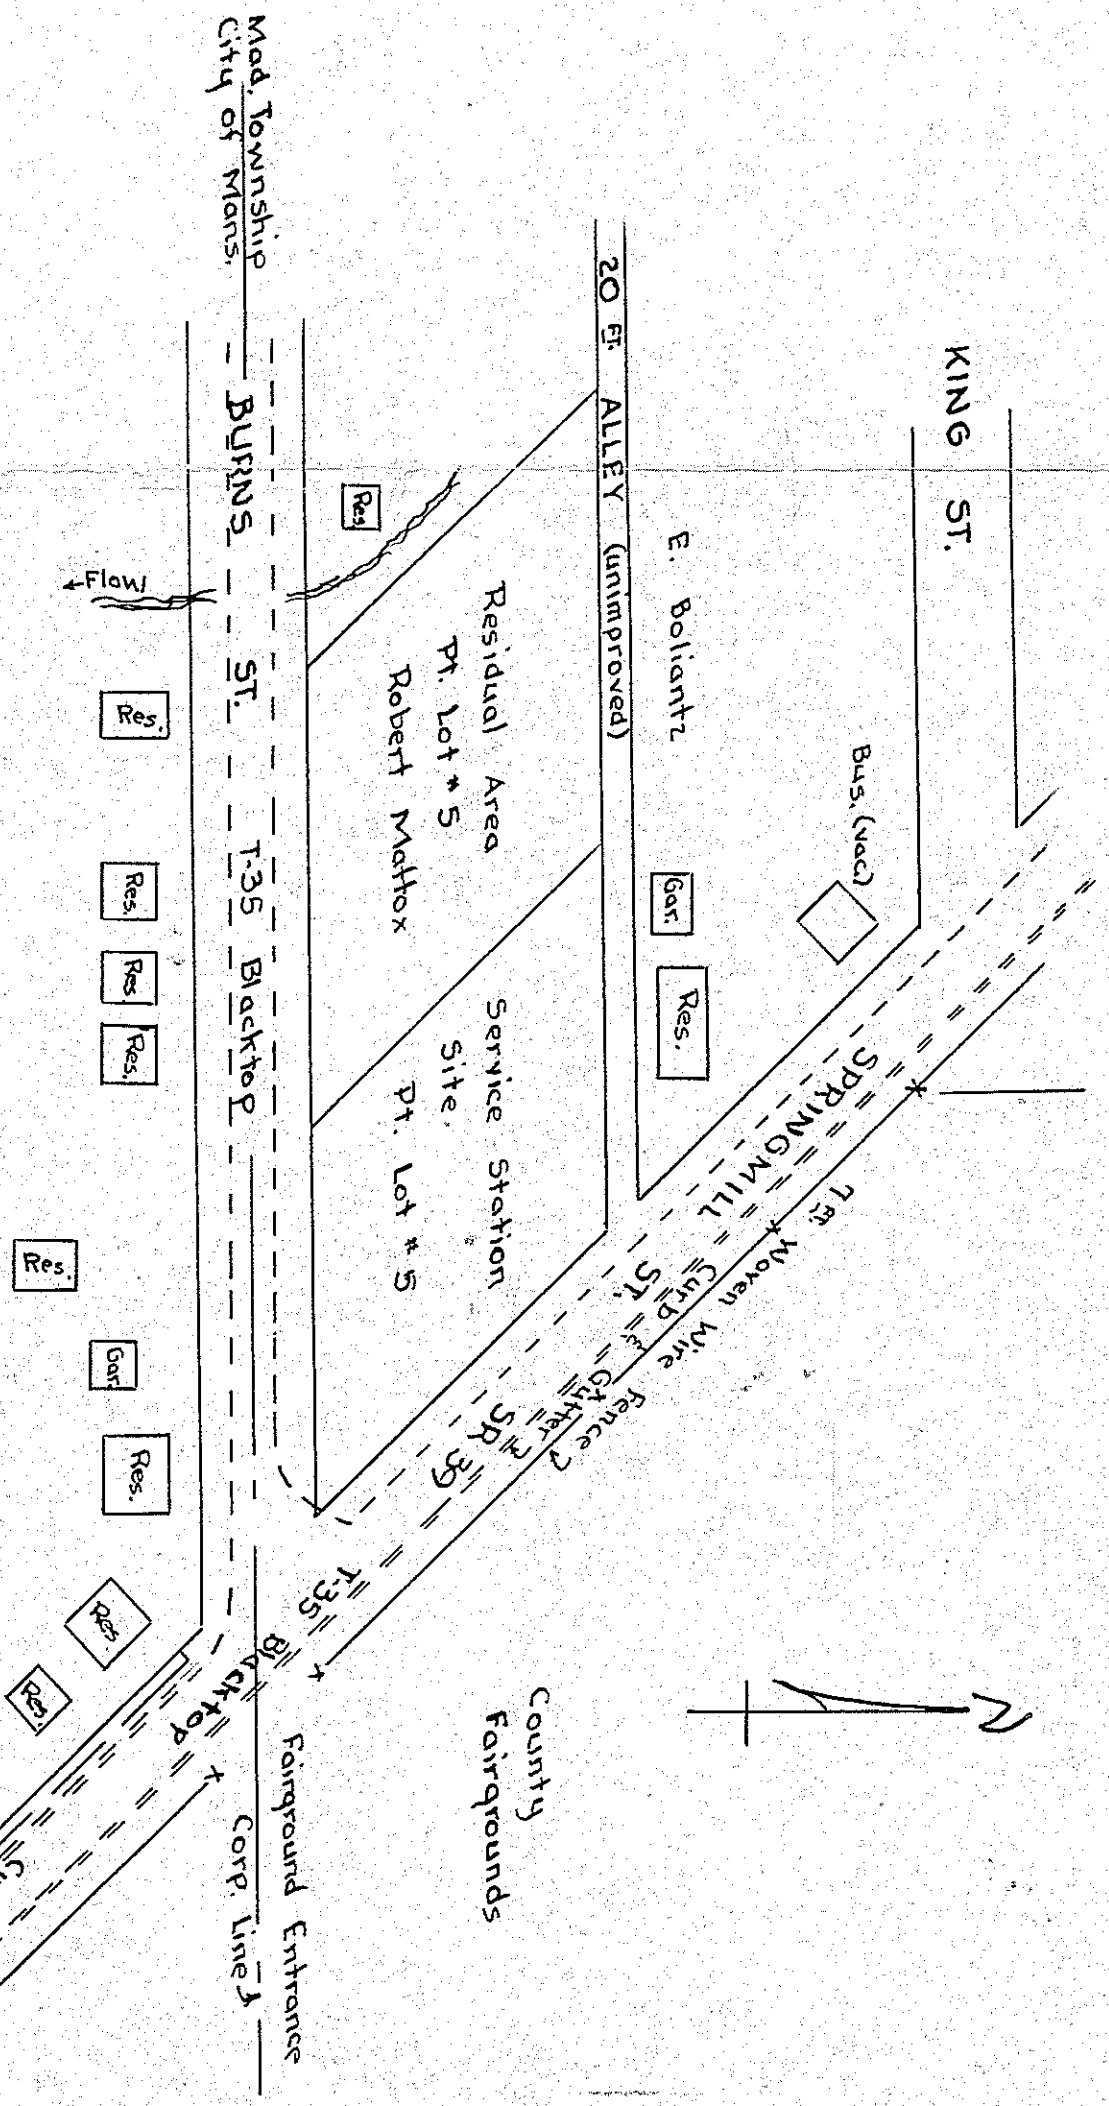 KING ST.
Bus. (vac)
E. Boliantz
Gar.
Res.
20 FT. ALLEY (unimproved)
SPRINGMILL ST. SR 39
T-35 Blacktop
7 Ft. Woven Wire Fence
Curb & Gutter
Residual Area
Pt. Lot # 5
Robert Mattox
Service Station
Site
Pt. Lot # 5
County
Fairgrounds
N
Res.
Mad. Township
City of Mans.
BURNS ST. T-35 Blacktop
Fairground Entrance
Corp. Line
←Flow
Res.
Res.
Res.
Res.
Res.
Gar.
Res.
Res.
Res.